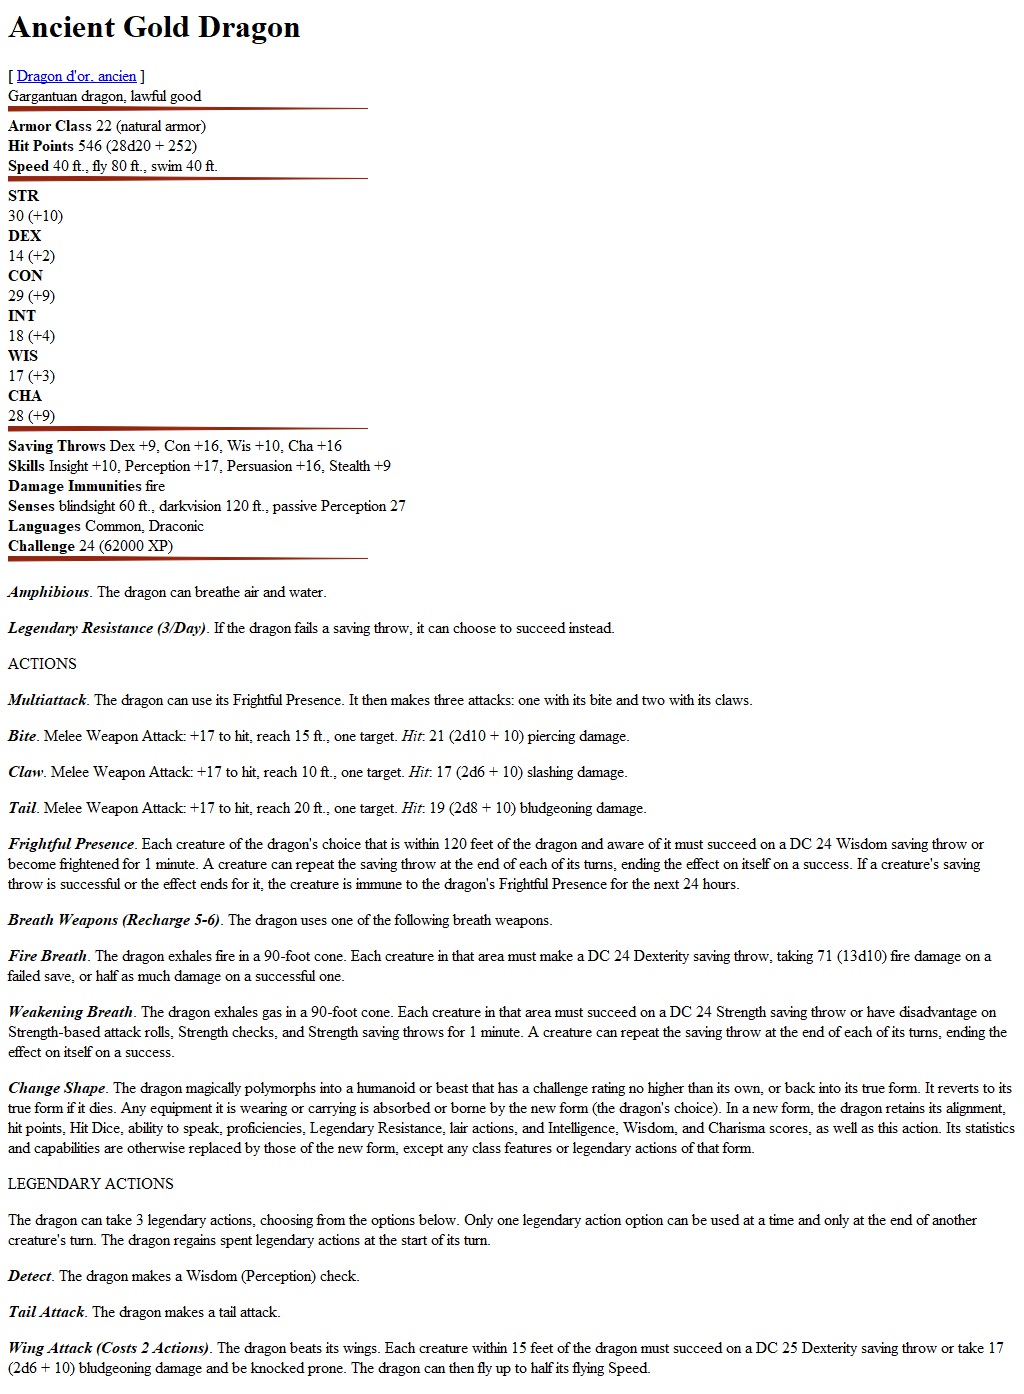 Ancient Gold Dragon
[ Dragon d'or, ancien ]
Gargantuan dragon, lawful good
Armor Class 22 (natural armor)
Hit Points 546 (28d20 + 252)
Speed 40 ft., fly 80 ft., swim 40 ft.
STR
30 (+10)
DEX
14 (+2)
CON
29 (+9)
INT
18 (+4)
WIS
17 (+3)
CHA
28 (+9)
Saving Throws Dex +9, Con +16, Wis +10, Cha +16
Skills Insight +10, Perception +17, Persuasion +16, Stealth +9
Damage Immunities fire
Senses blindsight 60 ft., darkvision 120 ft., passive Perception 27
Languages Common, Draconic
Challenge 24 (62000 XP)
Amphibious. The dragon can breathe air and water.
Legendary Resistance (3/Day). If the dragon fails a saving throw, it can choose to succeed instead.
ACTIONS
Multiattack. The dragon can use its Frightful Presence. It then makes three attacks: one with its bite and two with its claws.
Bite. Melee Weapon Attack: +17 to hit, reach 15 ft., one target. Hit: 21 (2d10 + 10) piercing damage.
Claw. Melee Weapon Attack: +17 to hit, reach 10 ft., one target. Hit: 17 (2d6 + 10) slashing damage.
Tail. Melee Weapon Attack: +17 to hit, reach 20 ft., one target. Hit: 19 (2d8 + 10) bludgeoning damage.
Frightful Presence. Each creature of the dragon's choice that is within 120 feet of the dragon and aware of it must succeed on a DC 24 Wisdom saving throw or
become frightened for 1 minute. A creature can repeat the saving throw at the end of each of its turns, ending the effect on itself on a success. If a creature's saving
throw is successful or the effect ends for it, the creature is immune to the dragon's Frightful Presence for the next 24 hours.
Breath Weapons (Recharge 5-6). The dragon uses one of the following breath weapons.
Fire Breath. The dragon exhales fire in a 90-foot cone. Each creature in that area must make a DC 24 Dexterity saving throw, taking 71 (13d10) fire damage on a
failed save, or half as much damage on a successful one.
Weakening Breath. The dragon exhales gas in a 90-foot cone. Each creature in that area must succeed on a DC 24 Strength saving throw or have disadvantage on
Strength-based attack rolls, Strength checks, and Strength saving throws for 1 minute. A creature can repeat the saving throw at the end of each of its turns, ending the
effect on itself on a success.
Change Shape. The dragon magically polymorphs into a humanoid or beast that has a challenge rating no higher than its own, or back into its true form. It reverts to its
true form if it dies. Any equipment it is wearing or carrying is absorbed or borne by the new form (the dragon's choice). In a new form, the dragon retains its alignment,
hit points, Hit Dice, ability to speak, proficiencies, Legendary Resistance, lair actions, and Intelligence, Wisdom, and Charisma scores, as well as this action. Its statistics
and capabilities are otherwise replaced by those of the new form, except any class features or legendary actions of that form.
LEGENDARY ACTIONS
The dragon can take 3 legendary actions, choosing from the options below. Only one legendary action option can be used at a time and only at the end of another
creature's turn. The dragon regains spent legendary actions at the start of its turn.
Detect. The dragon makes a Wisdom (Perception) check.
Tail Attack. The dragon makes a tail attack.
Wing Attack (Costs 2 Actions). The dragon beats its wings. Each creature within 15 feet of the dragon must succeed on a DC 25 Dexterity saving throw or take 17
(2d6 + 10) bludgeoning damage and be knocked prone. The dragon can then fly up to half its flying Speed.